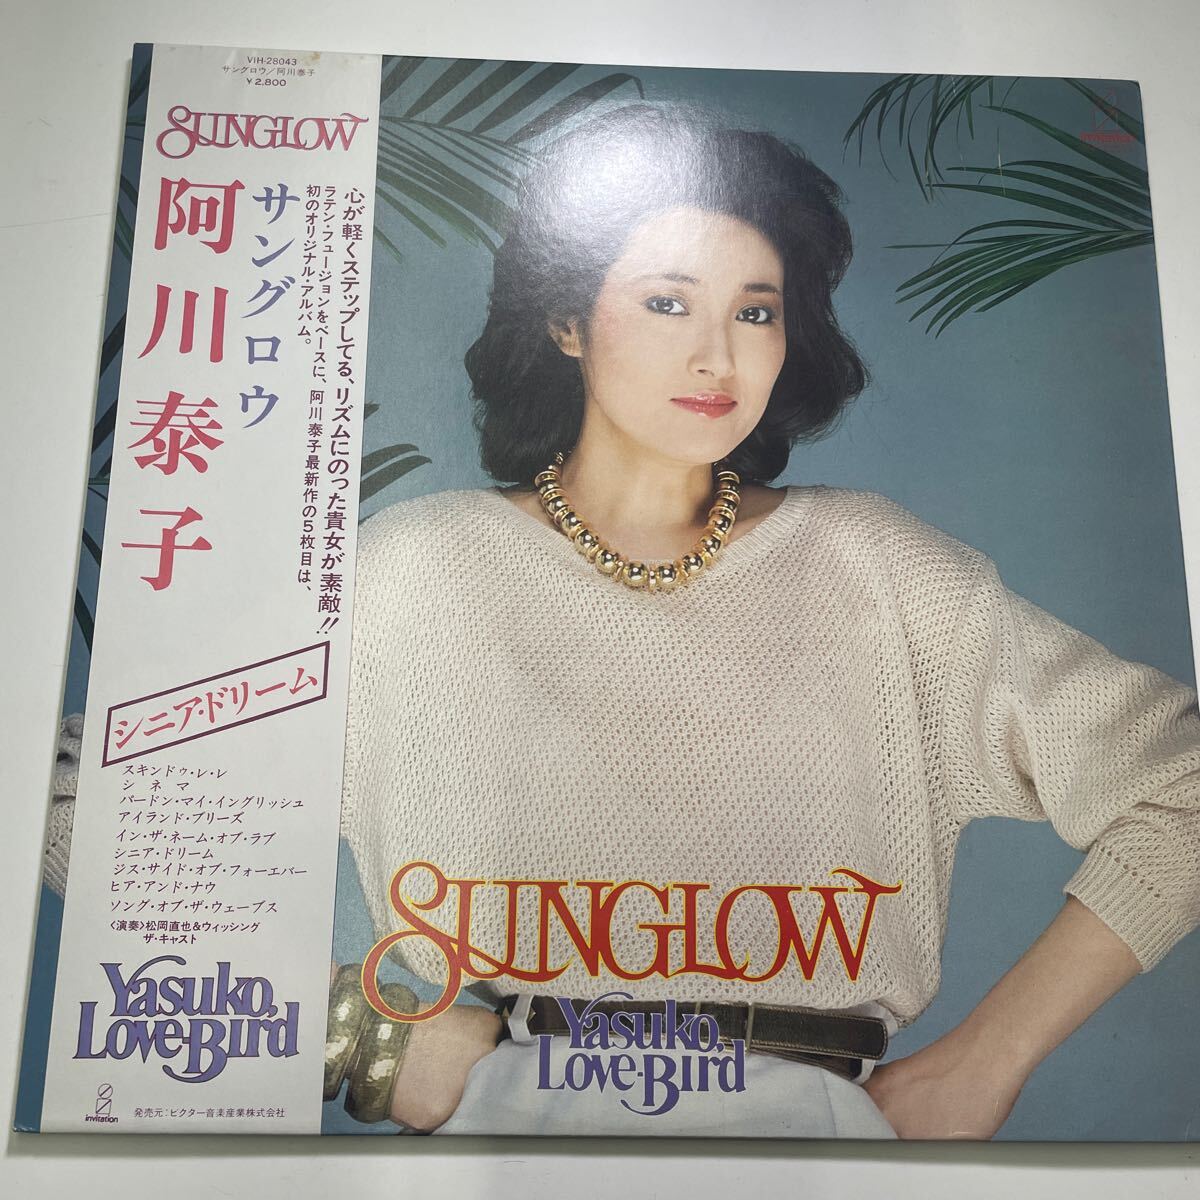 VIH-28043
サングロウ/阿川泰子
¥2,800
SUNGLOW
サングロウ
阿川泰子
心が軽くステップしてる、リズムにのった貴女が素敵!!
ラテン・フュージョンをベースに、阿川泰子最新作の5枚目は、
初のオリジナル・アルバム。
シニア・ドリーム
スキンドゥ・レ・レ
シネマ
パードン・マイ・イングリッシュ
アイランド・ブリーズ
イン・ザ・ネーム・オブ・ラブ
シニア・ドリーム
ジス・サイド・オブ・フォーエバー
ヒア・アンド・ナウ
ソング・オブ・ザ・ウェーブス
〈演奏〉松岡直也&ウィッシング
ザ・キャスト
Yasuko,
Love-Bird
invitation
発売元:ビクター音楽産業株式会社
invitation
SUNGLOW
Yasuko,
Love-Bird